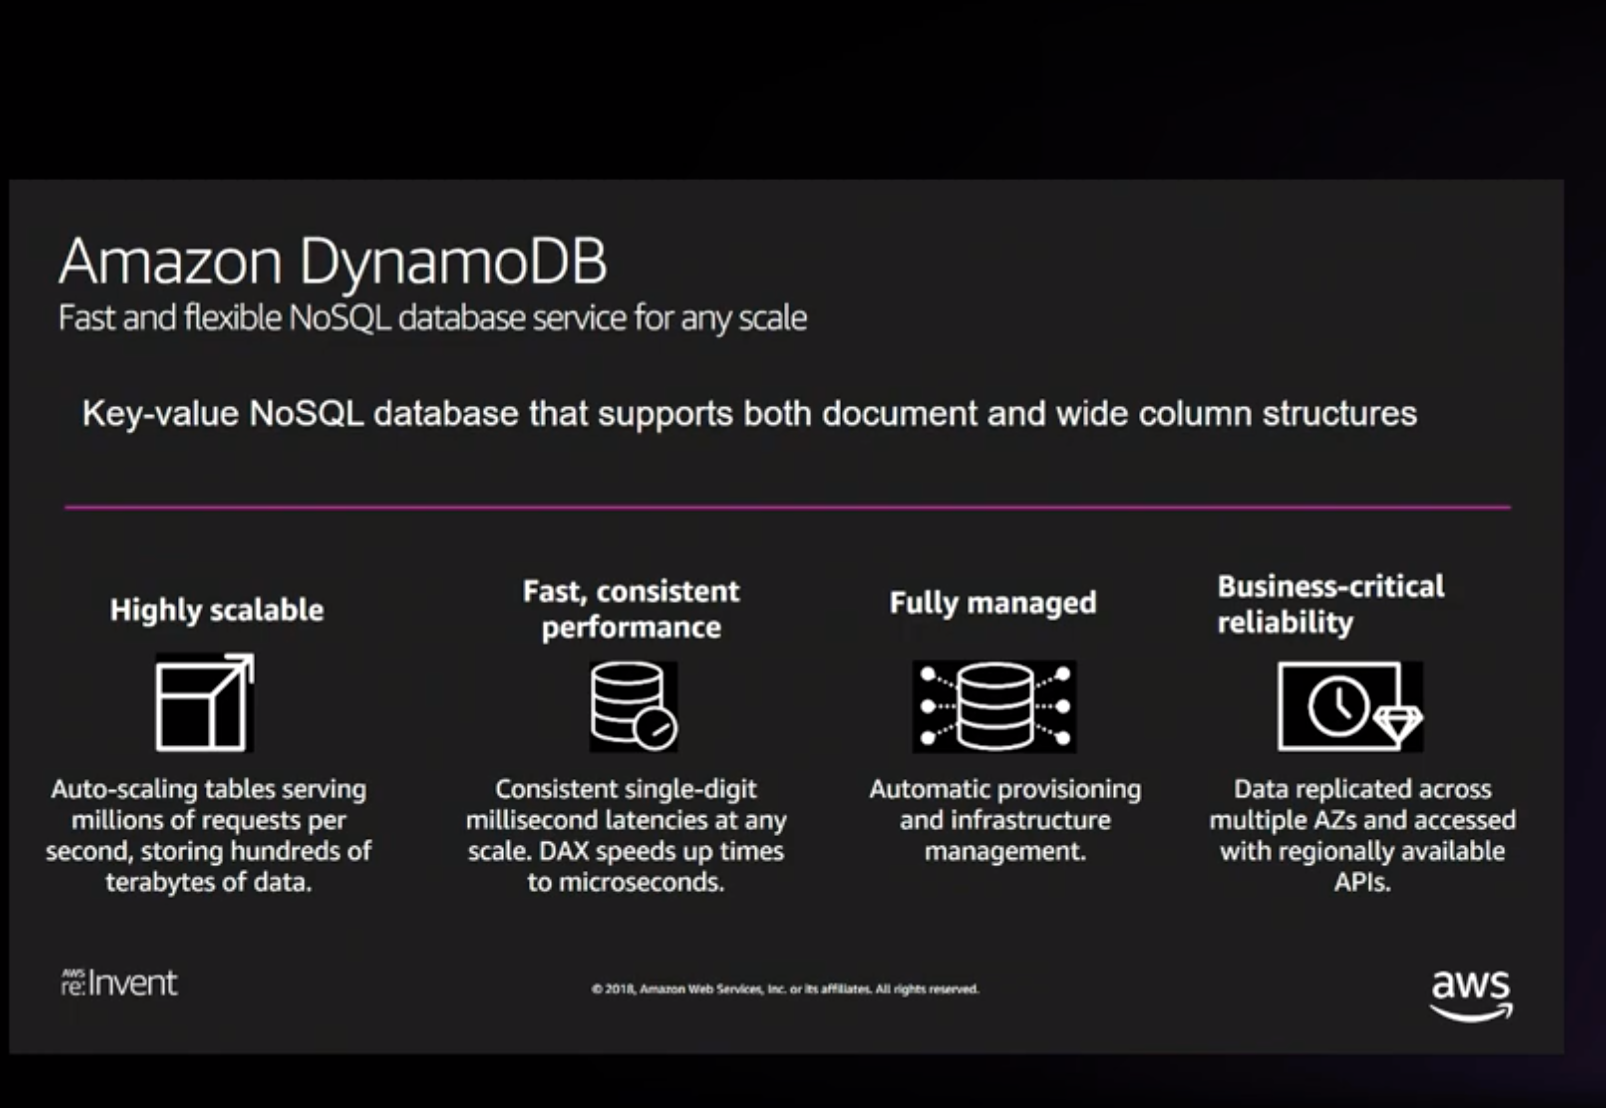 Amazon DynamoDB
Fast and flexible NoSQL database service for any scale
Key-value NoSQL database that supports both document and wide column structures
Highly scalable
Auto-scaling tables serving
millions of requests per
second, storing hundreds of
terabytes of data.
Fast, consistent
performance
Consistent single-digit
millisecond latencies at any
scale. DAX speeds up times
to microseconds.
Fully managed
Automatic provisioning
and infrastructure
management.
Business-critical
reliability
Data replicated across
multiple AZs and accessed
with regionally available
APIs.
AWS
re:Invent
© 2018, Amazon Web Services, Inc. or its affiliates. All rights reserved.
aws